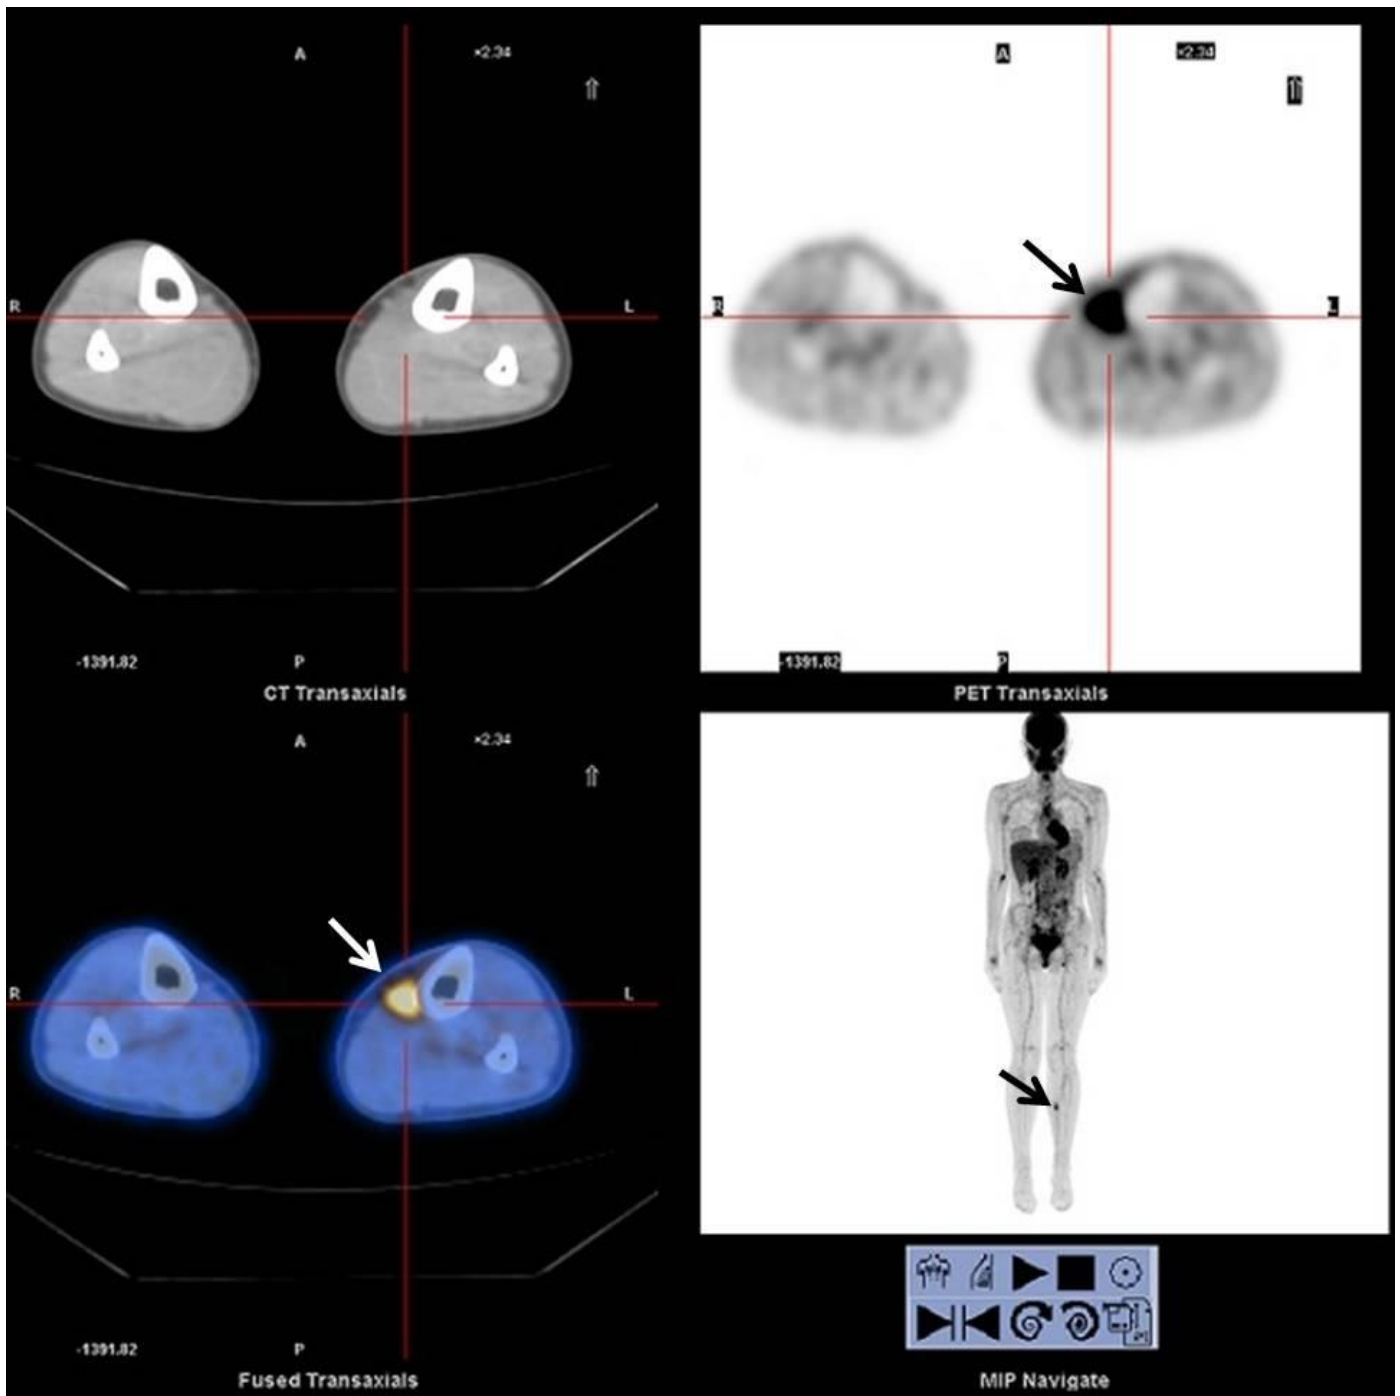 A
×2.34
⇑
R
L
-1391.82
P
CT Transaxials
A
×2.34
⇑
R
L
-1391.82
P
PET Transaxials
A
×2.34
⇑
R
L
-1391.82
P
Fused Transaxials
MIP Navigate